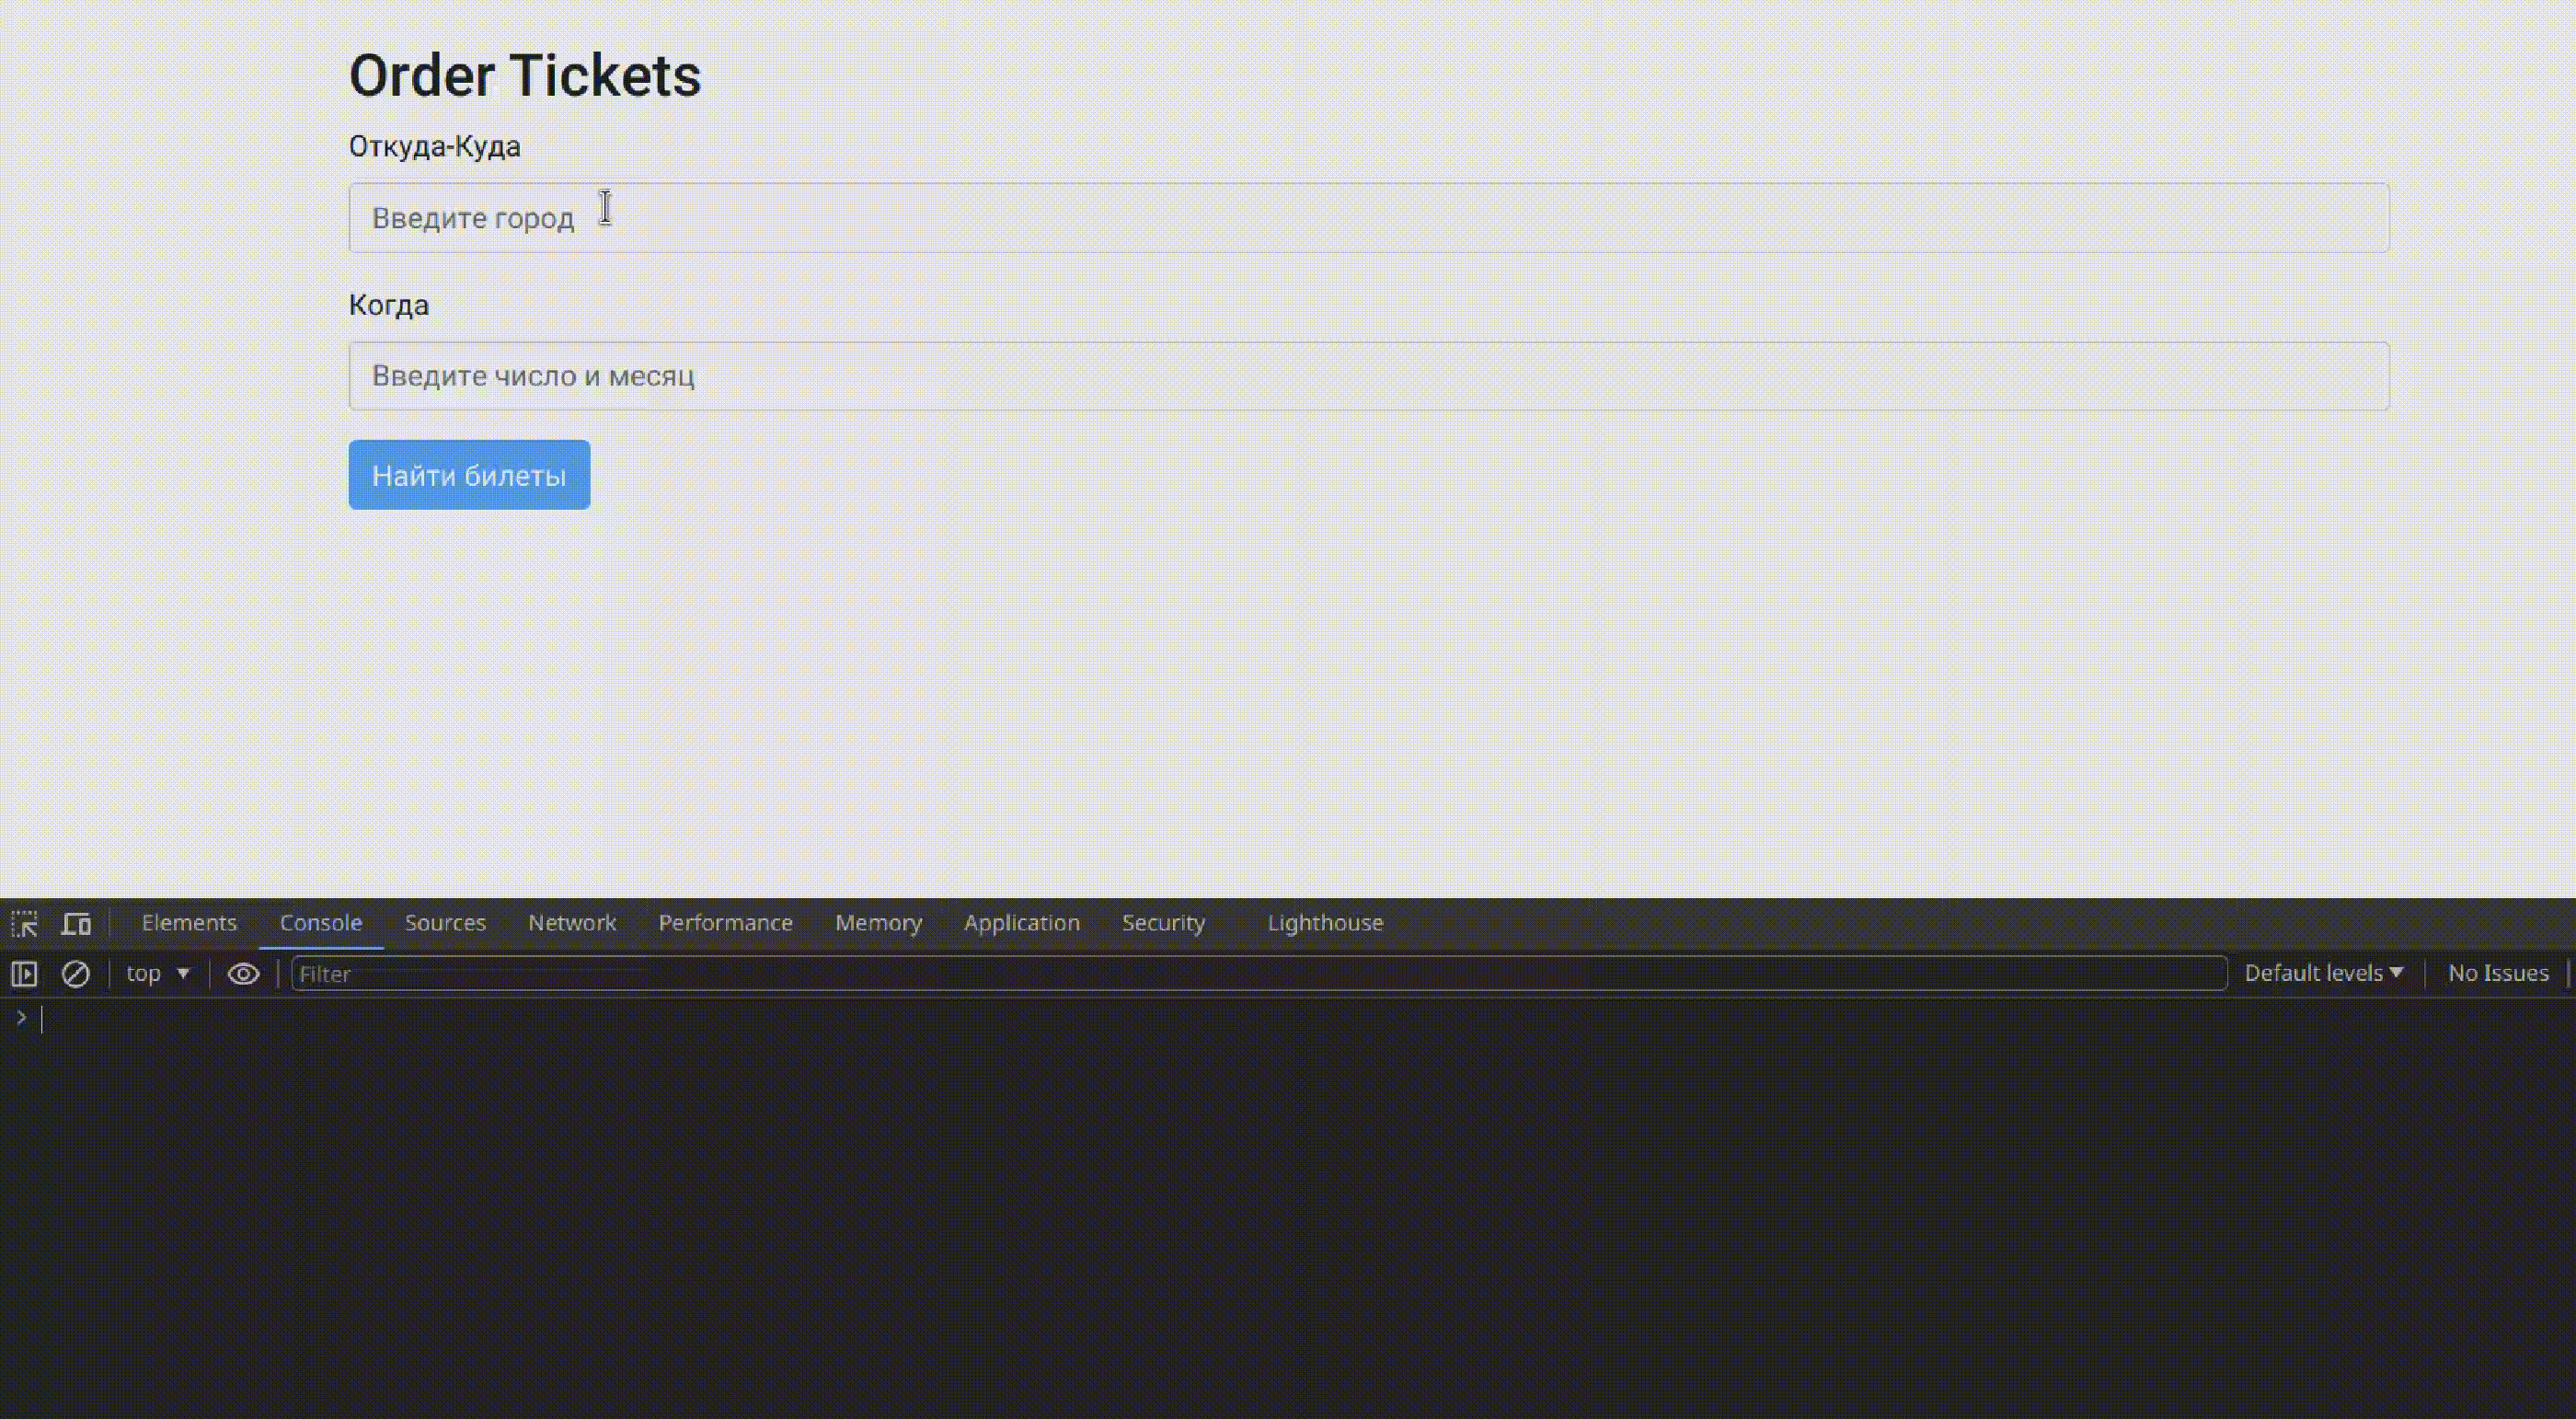 Order Tickets
Откуда-Куда
Введите город
Когда
Введите число и месяц
Найти билеты
Elements Console Sources Network Performance Memory Application Security Lighthouse
top Filter Default levels No Issues